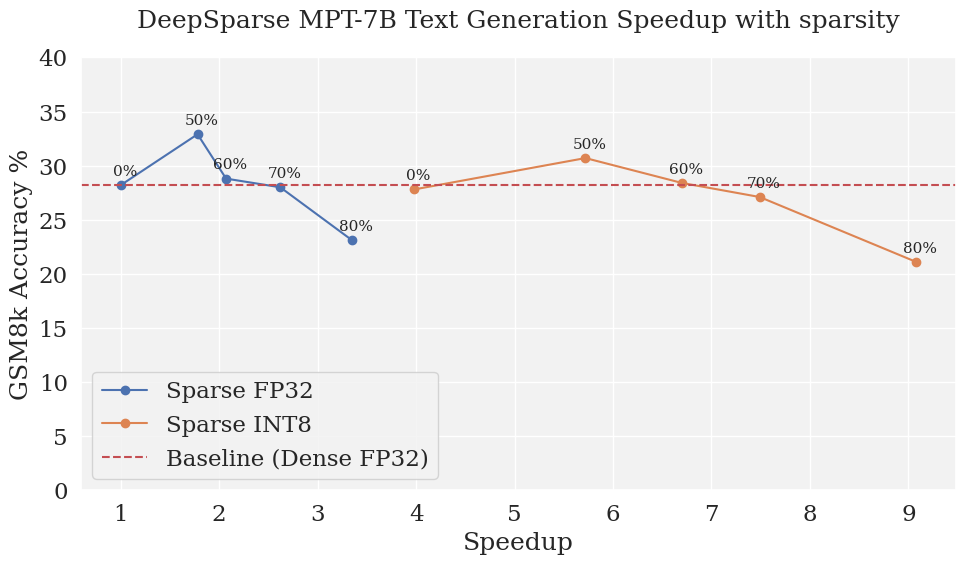 DeepSparse MPT-7B Text Generation Speedup with sparsity
GSM8k Accuracy %
40
35
30
25
20
15
10
5
0
0%
50%
60%
70%
80%
0%
50%
60%
70%
80%
Sparse FP32
Sparse INT8
Baseline (Dense FP32)
1 2 3 4 5 6 7 8 9
Speedup